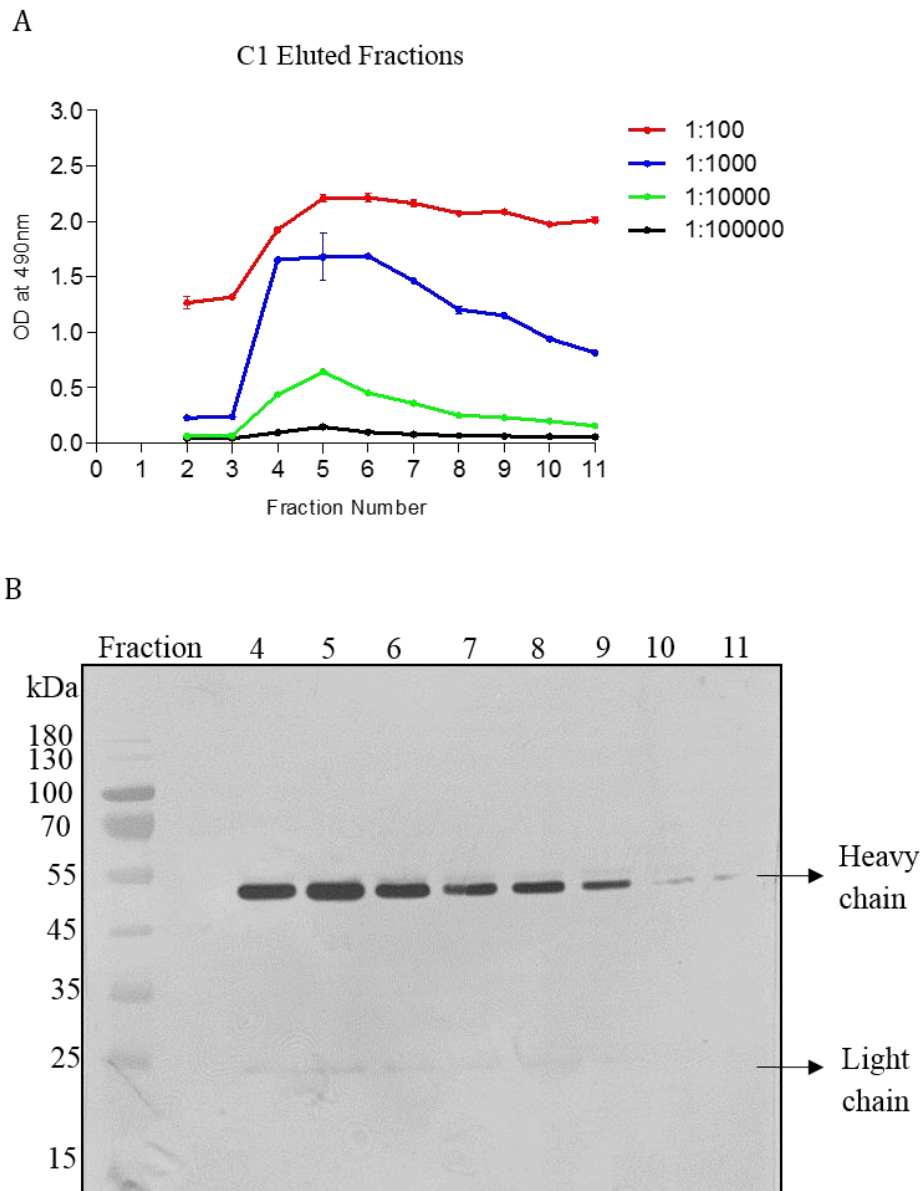 A
C1 Eluted Fractions
3.0
2.5
2.0
1.5
1.0
0.5
0.0
OD at 490nm
0 1 2 3 4 5 6 7 8 9 10 11
Fraction Number
1:100
1:1000
1:10000
1:100000
B
Fraction 4 5 6 7 8 9 10 11
kDa
180
130
100
70
55
45
35
25
15
Heavy
chain
Light
chain